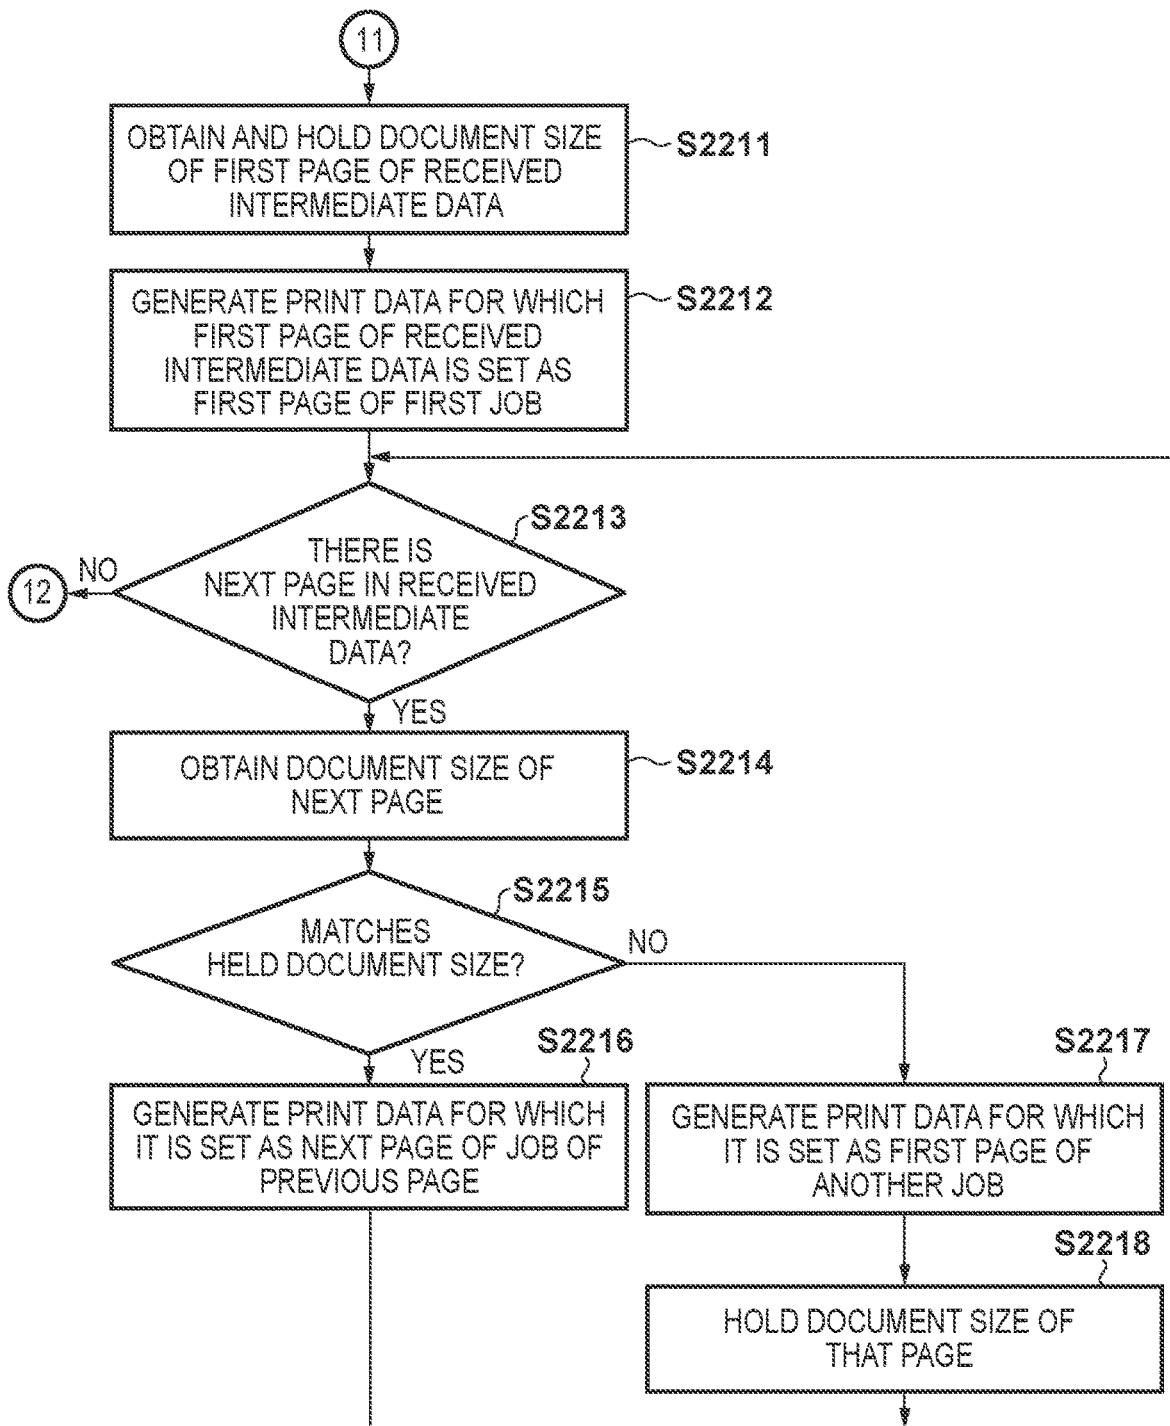 11
OBTAIN AND HOLD DOCUMENT SIZE
OF FIRST PAGE OF RECEIVED
INTERMEDIATE DATA
S2211
GENERATE PRINT DATA FOR WHICH
FIRST PAGE OF RECEIVED
INTERMEDIATE DATA IS SET AS
FIRST PAGE OF FIRST JOB
S2212
S2213
THERE IS
NEXT PAGE IN RECEIVED
INTERMEDIATE
DATA?
NO
12
YES
OBTAIN DOCUMENT SIZE OF
NEXT PAGE
S2214
S2215
MATCHES
HELD DOCUMENT SIZE?
NO
YES
S2216
GENERATE PRINT DATA FOR WHICH
IT IS SET AS NEXT PAGE OF JOB OF
PREVIOUS PAGE
S2217
GENERATE PRINT DATA FOR WHICH
IT IS SET AS FIRST PAGE OF
ANOTHER JOB
S2218
HOLD DOCUMENT SIZE OF
THAT PAGE